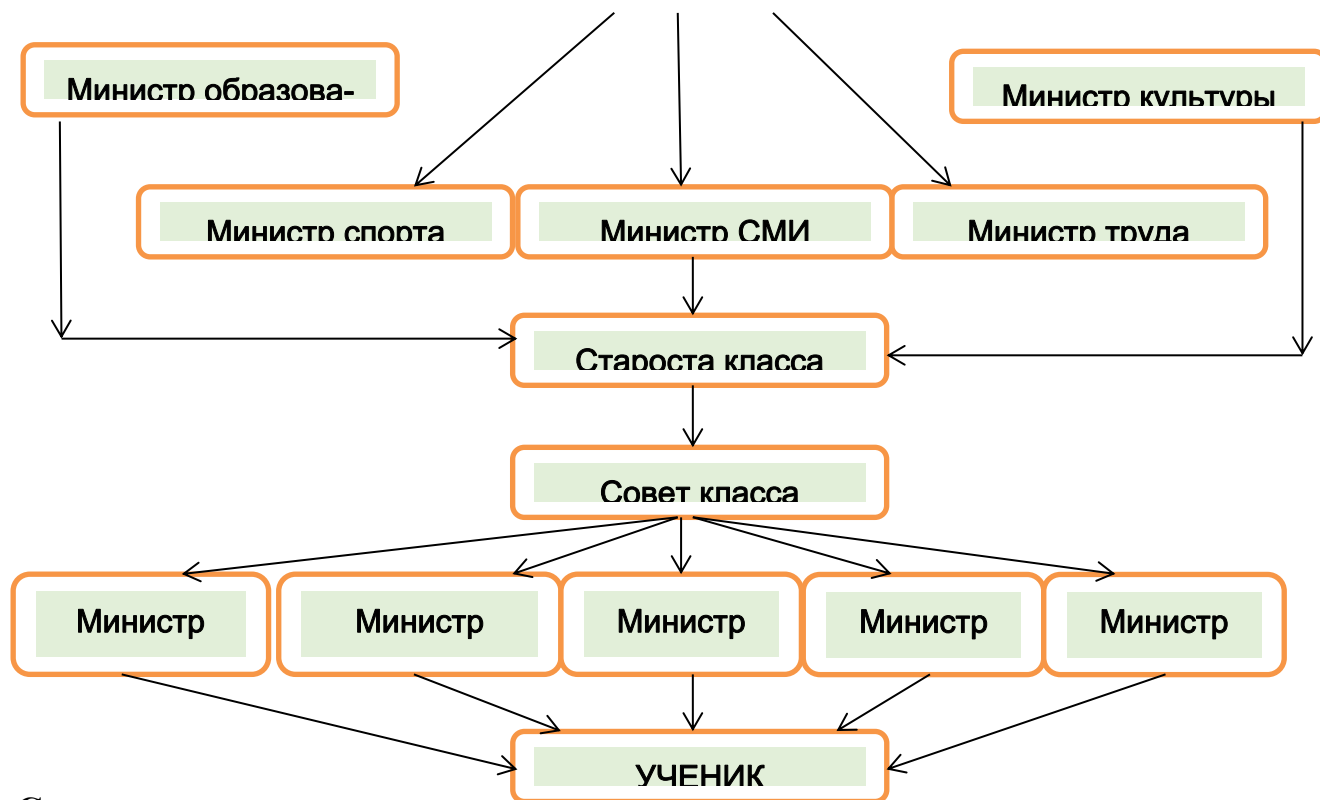 Министр образова-
Министр культуры
Министр спорта
Министр СМИ
Министр труда
Староста класса
Совет класса
Министр
Министр
Министр
Министр
Министр
УЧЕНИК